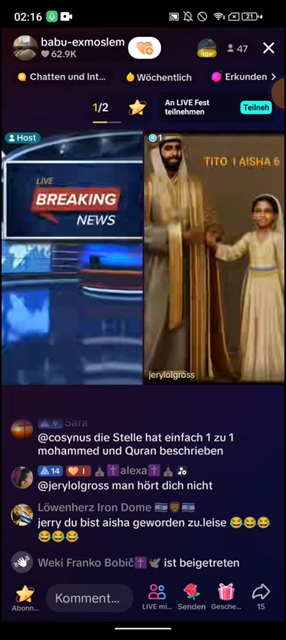 02:16
21
babu-exmoslem
62.9K
47
Chatten und Int...
Wöchentlich
Erkunden
1/2
An LIVE Fest
teilnehmen
Teilneh
Host
LIVE
BREAKING
NEWS
1
TITO I AISHA 6
jerylolgross
9 Sara
@cosynus die Stelle hat einfach 1 zu 1
mohammed und Quran beschrieben
14 1 alexa
@jerylolgross man hört dich nicht
Löwenherz Iron Dome
jerry du bist aisha geworden zu.leise 😂😂😂
😂😂😂
Weki Franko Bobič✝️🕊 ist beigetreten
Abonn...
Komment...
LIVE mi...
Senden
Gesche...
15